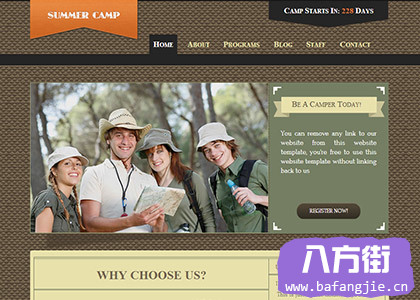 SUMMER CAMP
CAMP STARTS IN: 228 DAYS
HOME
ABOUT
PROGRAMS
BLOG
STAFF
CONTACT
BE A CAMPER TODAY!
You can remove any link to our
website from this website
template, you're free to use this
website template without linking
back to us
REGISTER NOW!
WHY CHOOSE US?
八方街
www.bafangjie.cn